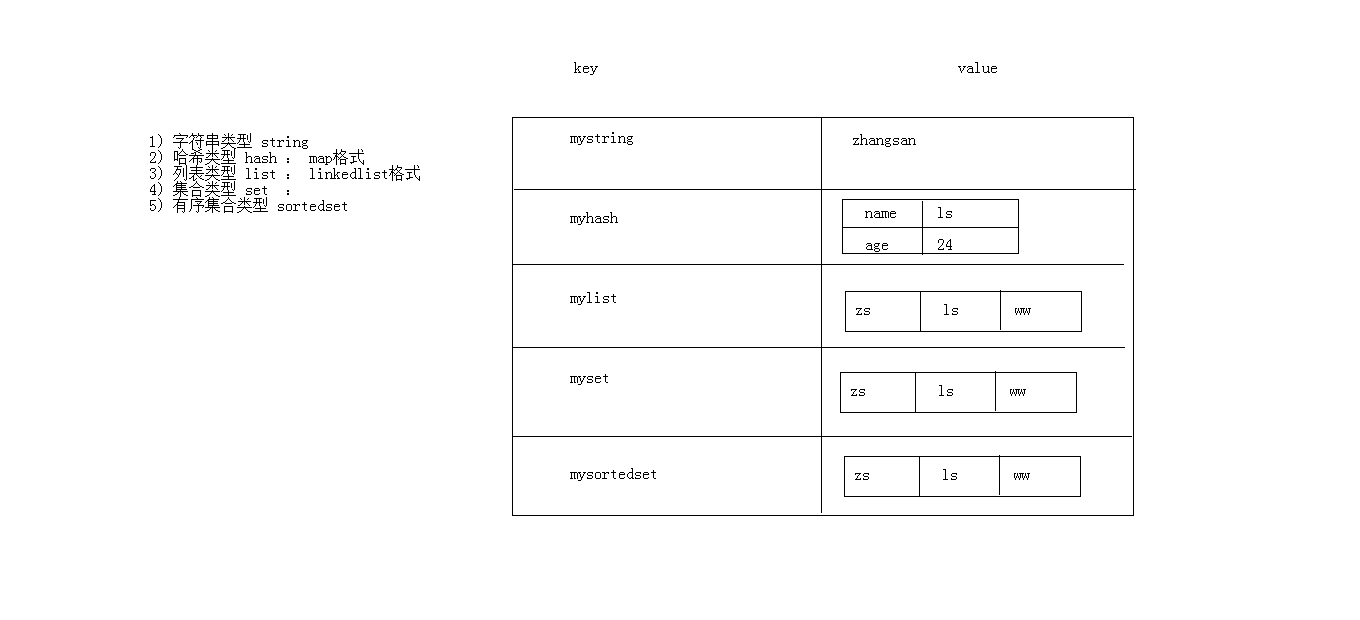 key value
1) 字符串类型 string
2) 哈希类型 hash ： map格式
3) 列表类型 list ： linkedlist格式
4) 集合类型 set ：
5) 有序集合类型 sortedset
mystring zhangsan
myhash
name ls
age 24
mylist
zs ls ww
myset
zs ls ww
mysortedset
zs ls ww